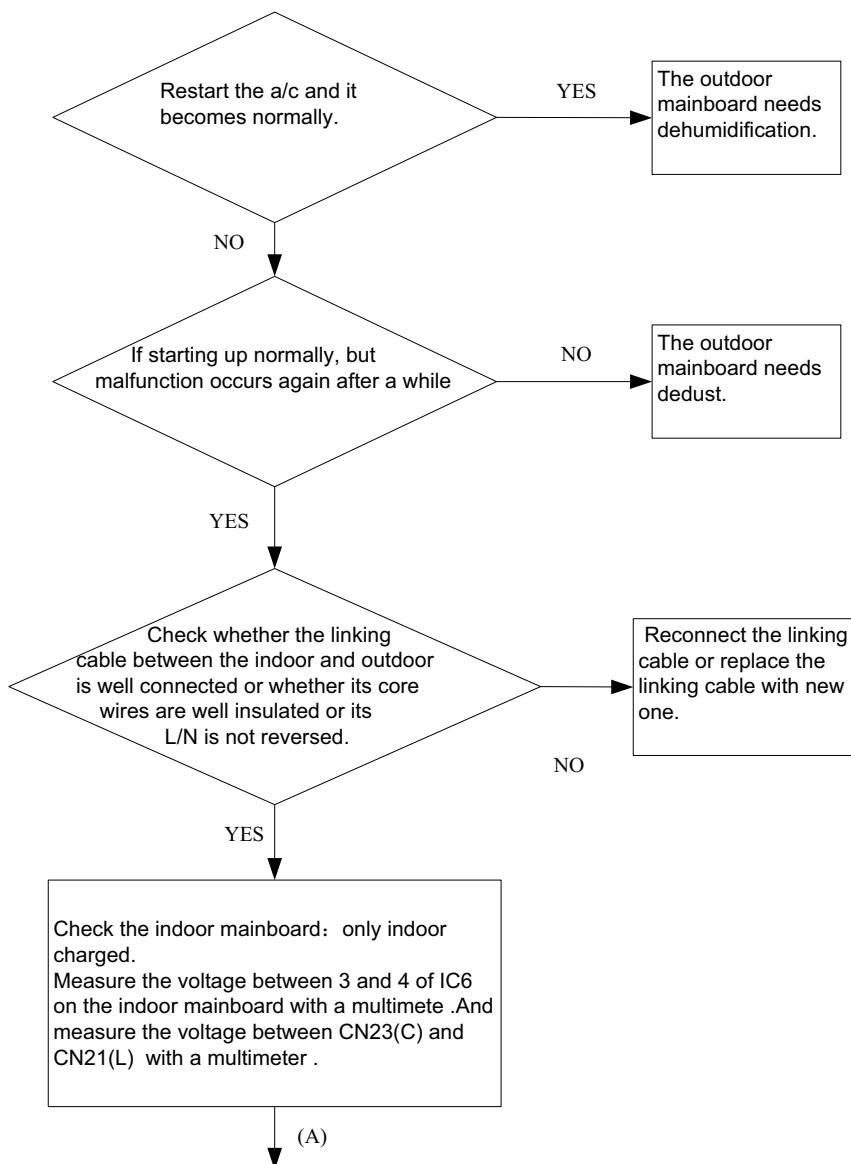 Restart the a/c and it
becomes normally.
YES
The outdoor
mainboard needs
dehumidification.
NO
If starting up normally, but
malfunction occurs again after a while
NO
The outdoor
mainboard needs
dedust.
YES
Check whether the linking
cable between the indoor and outdoor
is well connected or whether its core
wires are well insulated or its
L/N is not reversed.
NO
Reconnect the linking
cable or replace the
linking cable with new
one.
YES
Check the indoor mainboard：only indoor
charged.
Measure the voltage between 3 and 4 of IC6
on the indoor mainboard with a multimete .And
measure the voltage between CN23(C) and
CN21(L) with a multimeter .
(A)